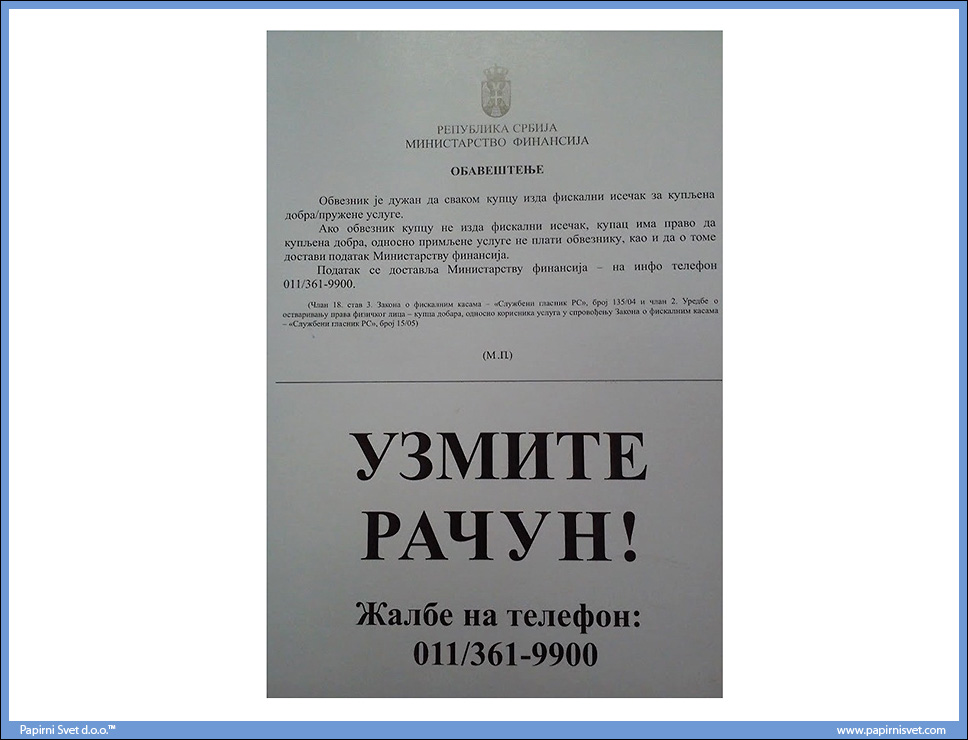 РЕПУБЛИКА СРБИЈА
МИНИСТАРСТВО ФИНАНСИЈА
ОБАВЕШТЕЊЕ
Обвезник је дужан да сваком купцу изда фискални исечак за купљена
добра/пружене услуге.
Ако обвезник купцу не изда фискални исечак, купац има право да
купљена добра, односно примљене услуге не плати обвезнику, као и да о томе
достави податак Министарству финансија.
Податак се доставља Министарству финансија – на инфо телефон
011/361-9900.
(Члан 18. став 3. Закона о фискалним касама – «Службени гласник РС», број 135/04 и члан 2. Уредбе о
остваривању права физичког лица – купца добара, односно корисника услуга у спровођењу Закона о фискалним касама
– «Службени гласник РС», број 15/05)
(М.П.)
УЗМИТЕ
РАЧУН!
Жалбе на телефон:
011/361-9900
Papirni Svet d.o.o.™ www.papirnisvet.com